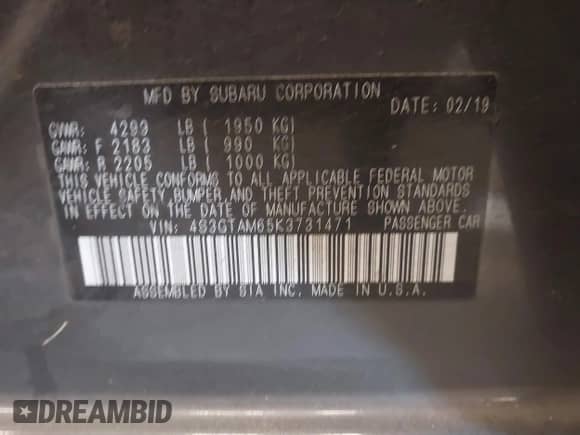 MFD BY SUBARU CORPORATION
DATE: 02/19
GVWR: 4299 LB ( 1950 KG)
GAWR: F 2183 LB ( 990 KG)
GAWR: R 2205 LB ( 1000 KG)
THIS VEHICLE CONFORMS TO ALL APPLICABLE FEDERAL MOTOR
VEHICLE SAFETY,BUMPER,AND THEFT PREVENTION STANDARDS
IN EFFECT ON THE DATE OF MANUFACTURE SHOWN ABOVE.
VIN: 4S3GTAM65K3731471 PASSENGER CAR
ASSEMBLED BY SIA INC. MADE IN U.S.A.
DREAMBID